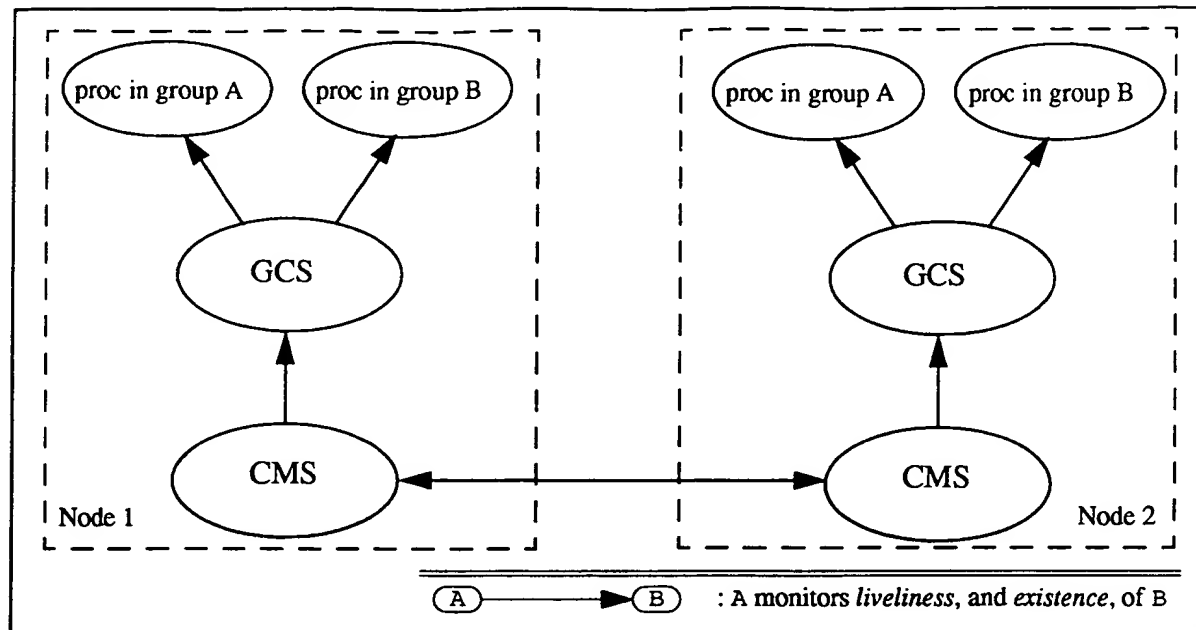 proc in group A
proc in group B
proc in group A
proc in group B
GCS
GCS
CMS
CMS
Node 1
Node 2
A B : A monitors liveliness, and existence, of B